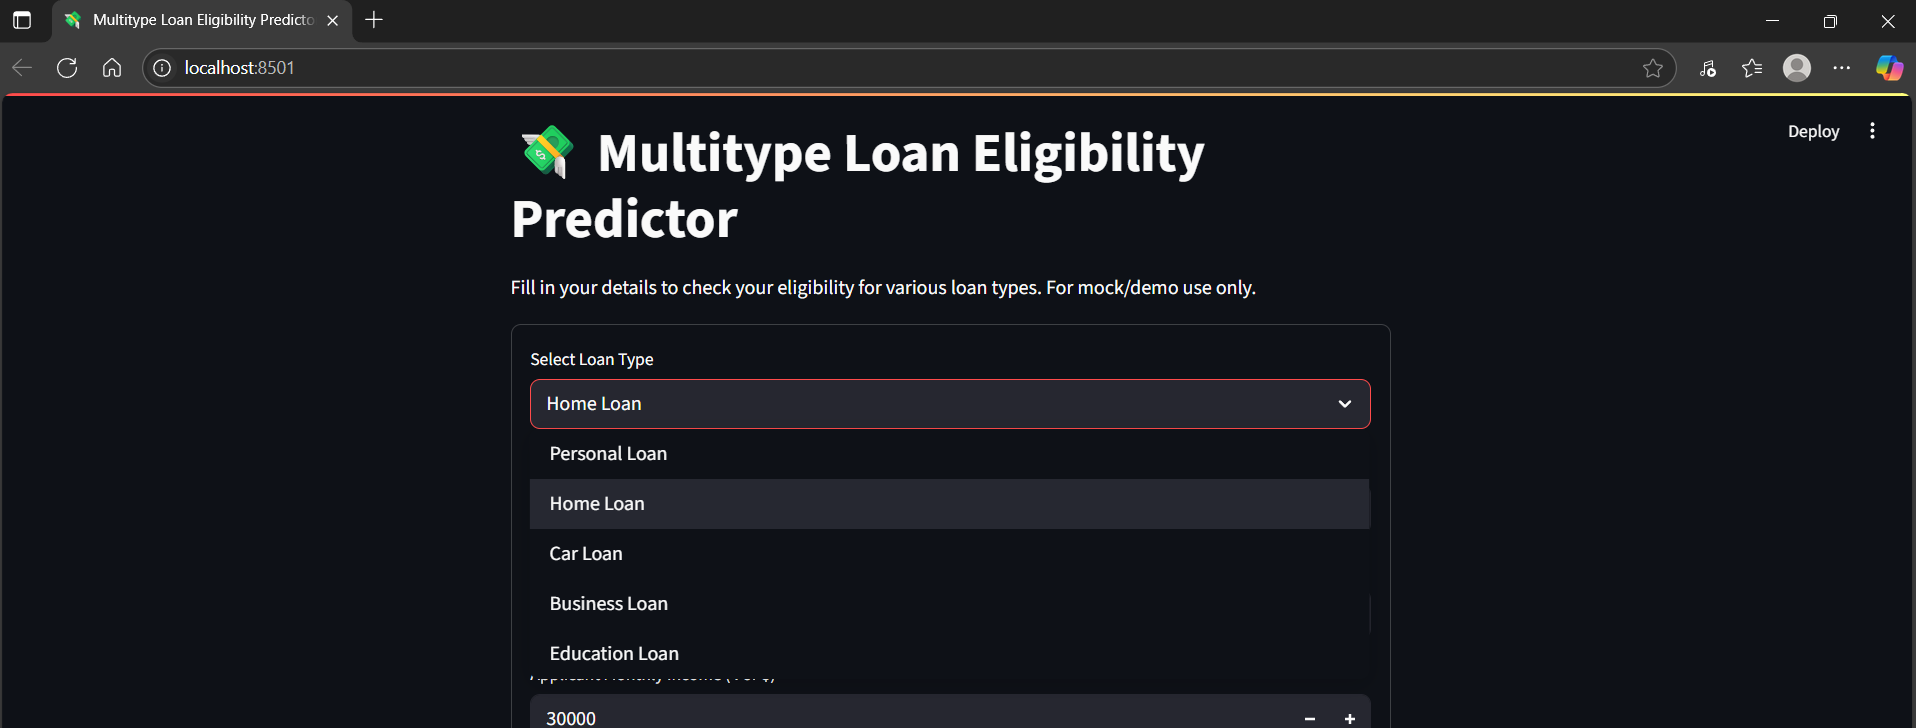 Multitype Loan Eligibility Predicto
localhost:8501
Deploy
Multitype Loan Eligibility
Predictor
Fill in your details to check your eligibility for various loan types. For mock/demo use only.
Select Loan Type
Home Loan
Personal Loan
Home Loan
Car Loan
Business Loan
Education Loan
30000